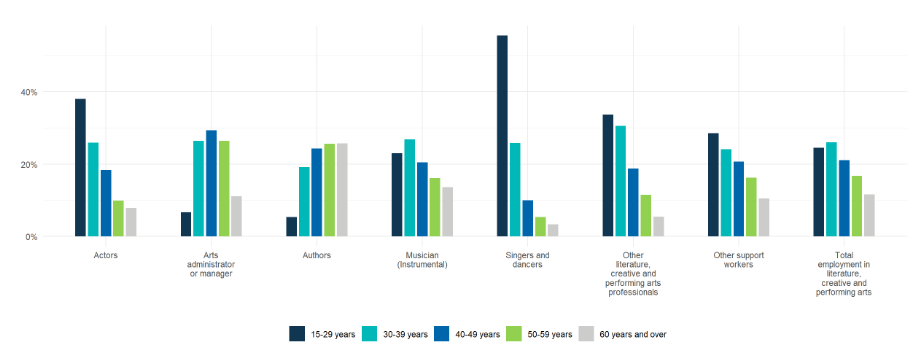 40%
20%
0%
Actors
Arts
administrator
or manager
Authors
Musician
(Instrumental)
Singers and
dancers
Other
literature,
creative and
performing arts
professionals
Other support
workers
Total
employment in
literature,
creative and
performing arts
15-29 years 30-39 years 40-49 years 50-59 years 60 years and over